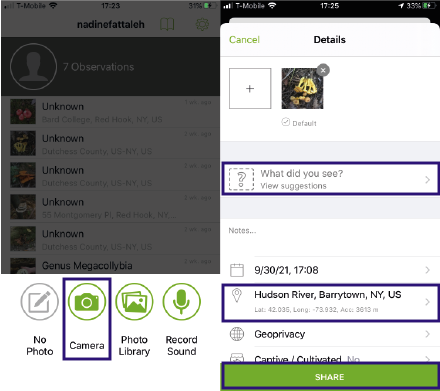 T-Mobile
17:23
31%
nadinefattaleh
7 Observations
Unknown
Bard College, Red Hook, NY, US
Unknown
Dutchess County, US-NY, US
Unknown
Dutchess County, US-NY, US
Unknown
55 Montgomery Pl, Red Hook, NY...
Unknown
Dutchess County, US-NY, US
Genus Megacollybia
No
Photo
Camera
Photo
Library
Record
Sound
T-Mobile
17:25
33%
Cancel
Details
+
Default
What did you see?
View suggestions
Notes...
9/30/21, 17:08
Hudson River, Barrytown, NY, US
Lat: 42.035, Long: -73.932, Acc: 3613 m
Geoprivacy
Captive / Cultivated No
SHARE